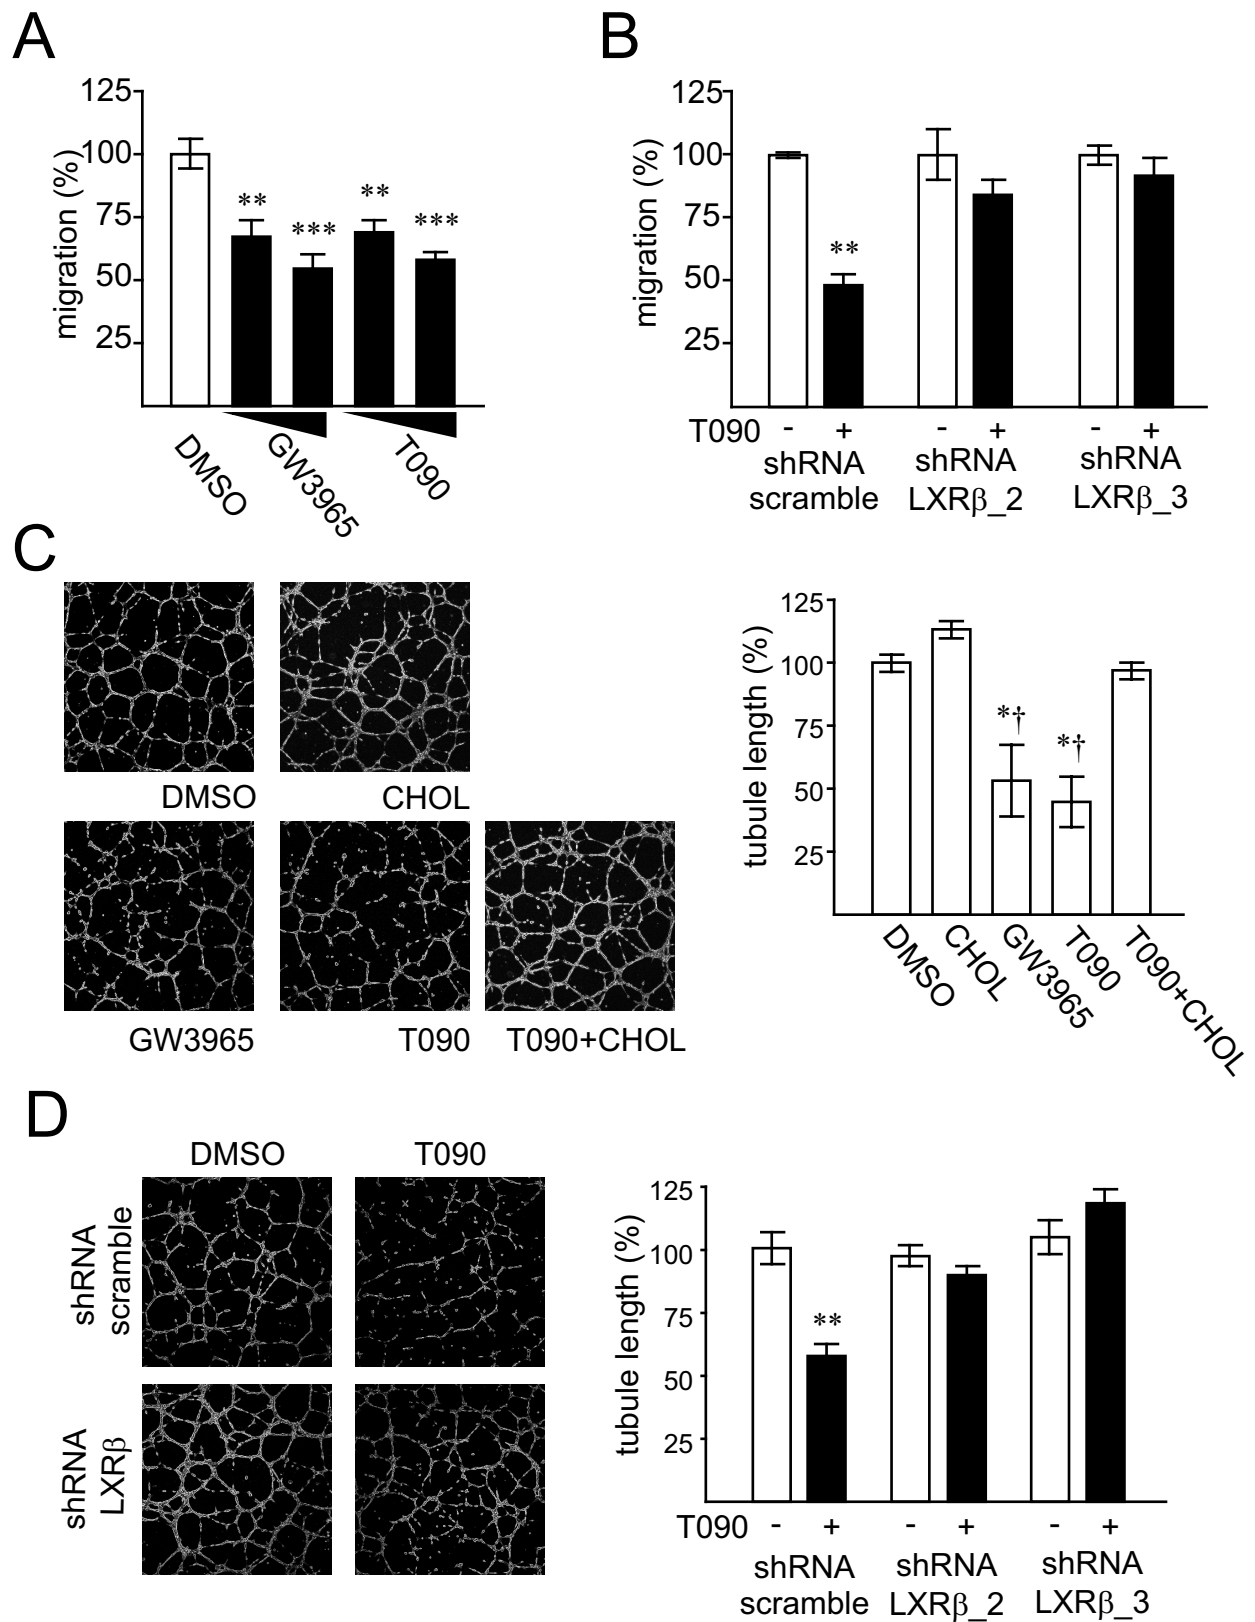 A
125
100
75
50
25
migration (%)
**
***
**
***
DMSO
GW3965
T090
B
125
100
75
50
25
migration (%)
**
T090 - + - + - +
shRNA scramble
shRNA LXRβ_2
shRNA LXRβ_3
C
DMSO
CHOL
GW3965
T090
T090+CHOL
125
100
75
50
25
tubule length (%)
*†
*†
DMSO
CHOL
GW3965
T090
T090+CHOL
D
DMSO
T090
shRNA
scramble
shRNA
LXRβ
125
100
75
50
25
tubule length (%)
**
T090 - + - + - +
shRNA scramble
shRNA LXRβ_2
shRNA LXRβ_3